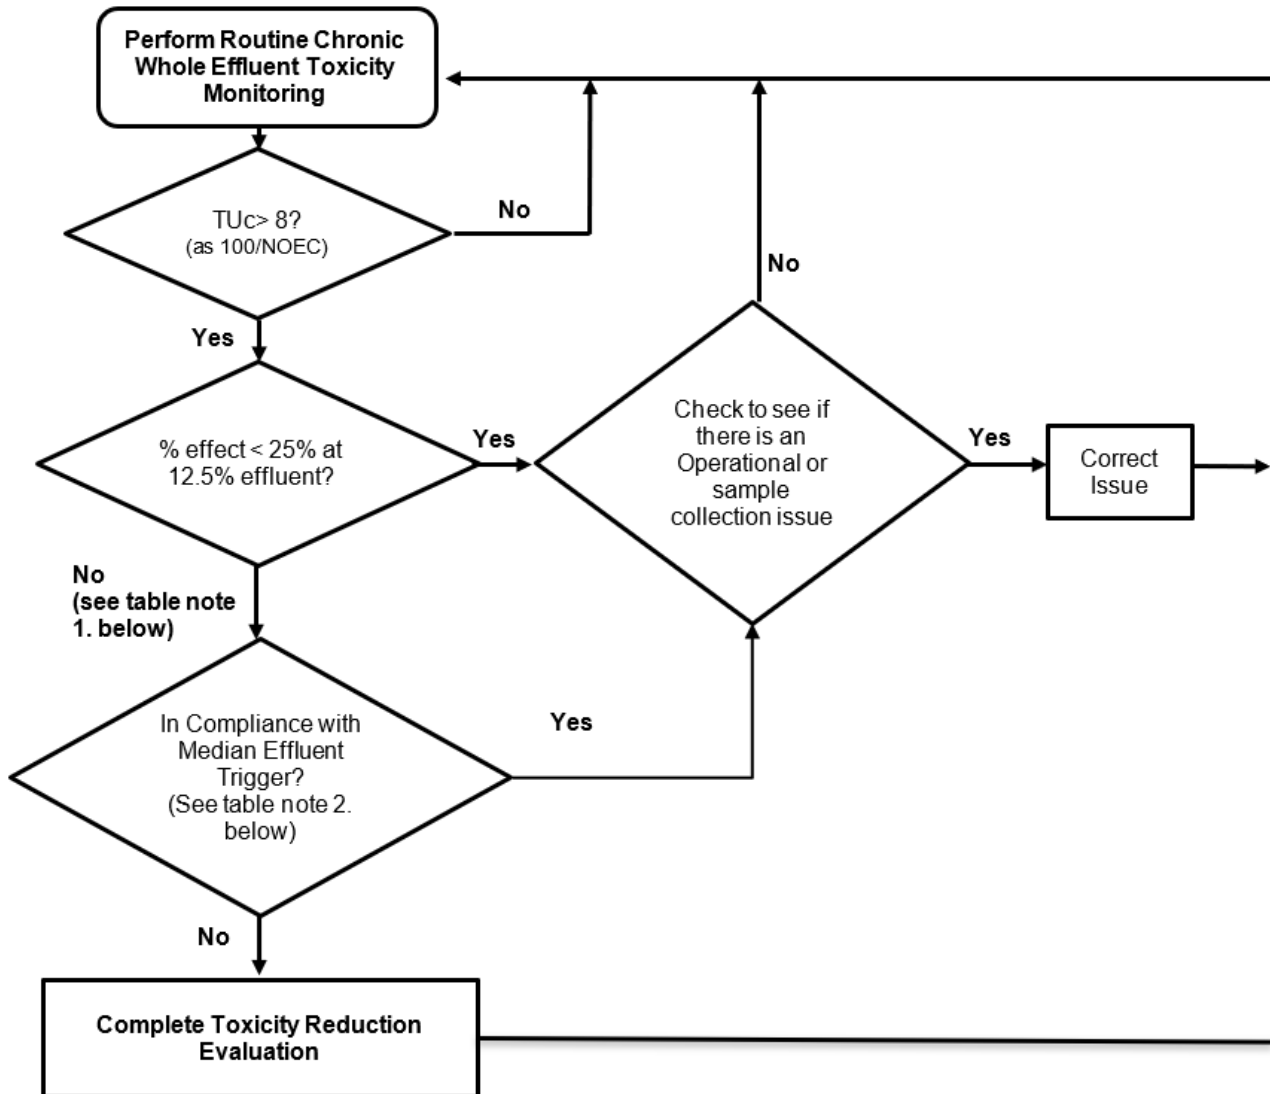 Perform Routine Chronic
Whole Effluent Toxicity
Monitoring
TUc> 8?
(as 100/NOEC)
No
Yes
% effect < 25% at
12.5% effluent?
Yes
No
(see table note
1. below)
Check to see if
there is an
Operational or
sample
collection issue
No
Yes
Correct
Issue
In Compliance with
Median Effluent
Trigger?
(See table note 2.
below)
Yes
No
Complete Toxicity Reduction
Evaluation